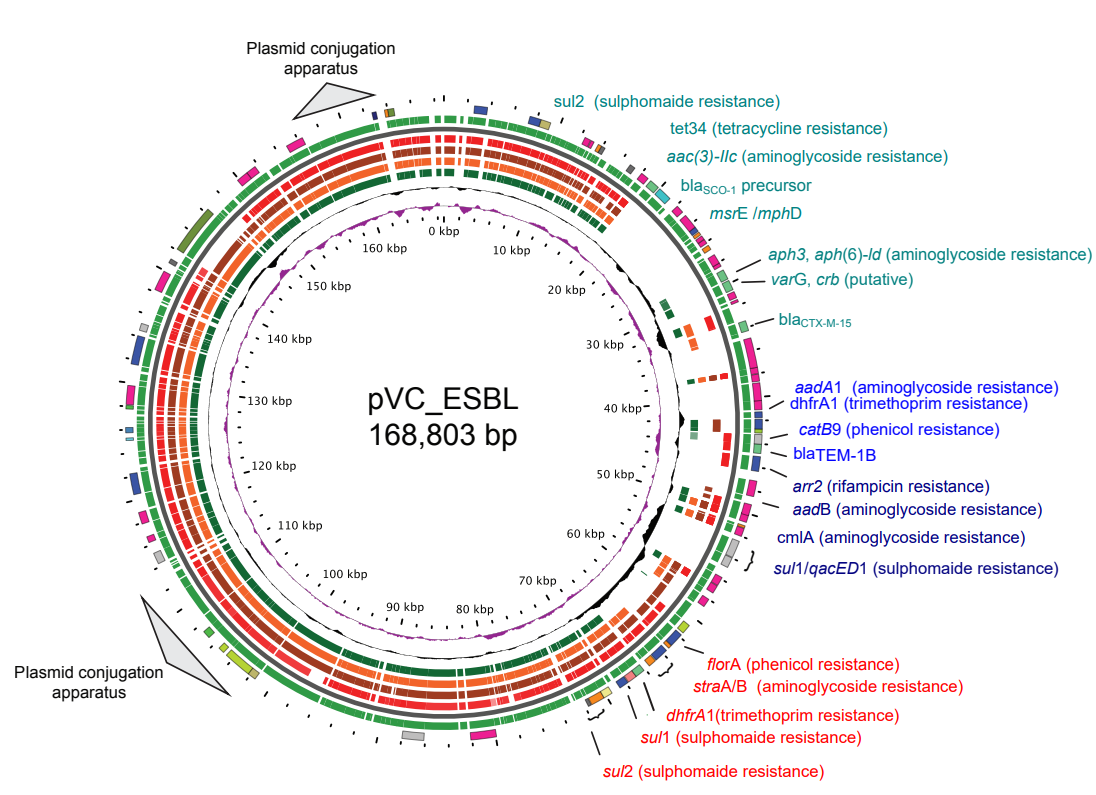 Plasmid conjugation
apparatus
sul2 (sulphomaide resistance)
tet34 (tetracycline resistance)
aac(3)-IIc (aminoglycoside resistance)
blaSCO-1 precursor
msrE /mphD
aph3, aph(6)-Id (aminoglycoside resistance)
varG, crb (putative)
blaCTX-M-15
aadA1 (aminoglycoside resistance)
dhfrA1 (trimethoprim resistance)
catB9 (phenicol resistance)
blaTEM-1B
arr2 (rifampicin resistance)
aadB (aminoglycoside resistance)
cmlA (aminoglycoside resistance)
sul1/qacED1 (sulphomaide resistance)
florA (phenicol resistance)
straA/B (aminoglycoside resistance)
dhfrA1(trimethoprim resistance)
sul1 (sulphomaide resistance)
sul2 (sulphomaide resistance)
Plasmid conjugation
apparatus
0 kbp
10 kbp
20 kbp
30 kbp
40 kbp
50 kbp
60 kbp
70 kbp
80 kbp
90 kbp
100 kbp
110 kbp
120 kbp
130 kbp
140 kbp
150 kbp
160 kbp
pVC_ESBL
168,803 bp